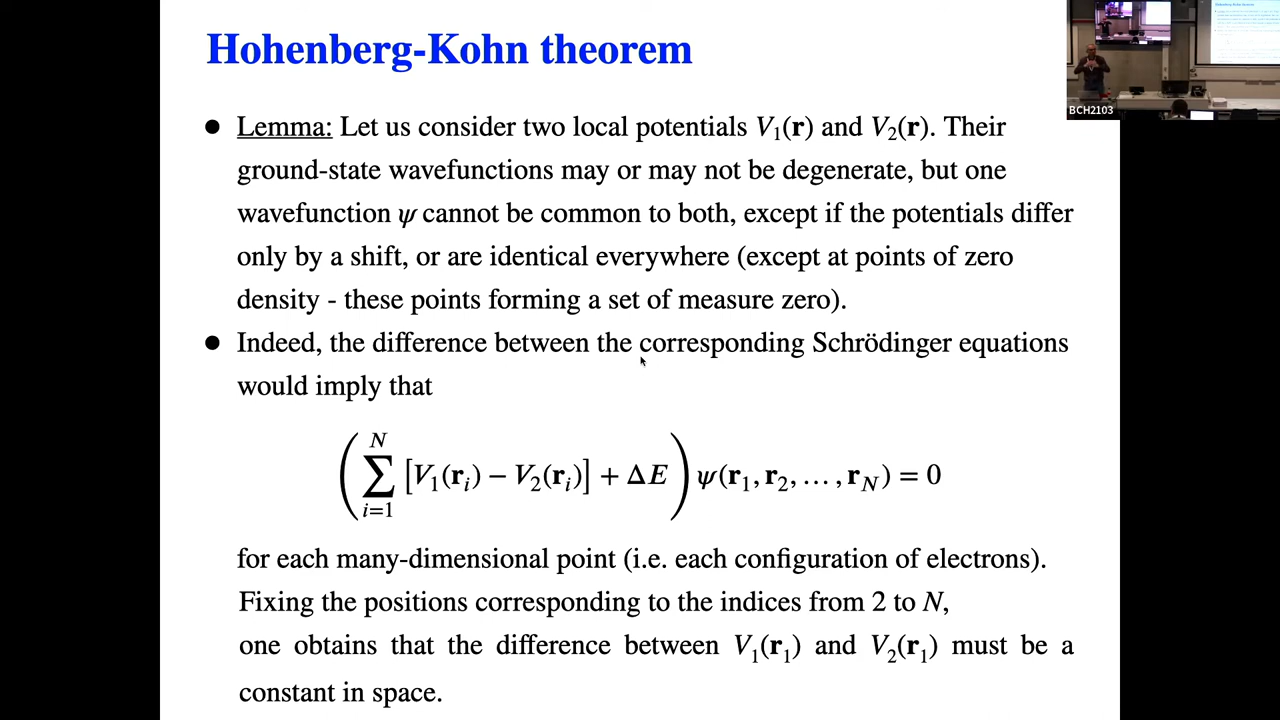 Hohenberg-Kohn theorem
● Lemma: Let us consider two local potentials V₁(r) and V₂(r). Their
ground-state wavefunctions may or may not be degenerate, but one
wavefunction ψ cannot be common to both, except if the potentials differ
only by a shift, or are identical everywhere (except at points of zero
density - these points forming a set of measure zero).
● Indeed, the difference between the corresponding Schrödinger equations
would imply that
(∑ᵢ₌₁ᴺ [V₁(rᵢ) − V₂(rᵢ)] + ΔE) ψ(r₁, r₂, …, r_N) = 0
for each many-dimensional point (i.e. each configuration of electrons).
Fixing the positions corresponding to the indices from 2 to N,
one obtains that the difference between V₁(r₁) and V₂(r₁) must be a
constant in space.
BCH2103